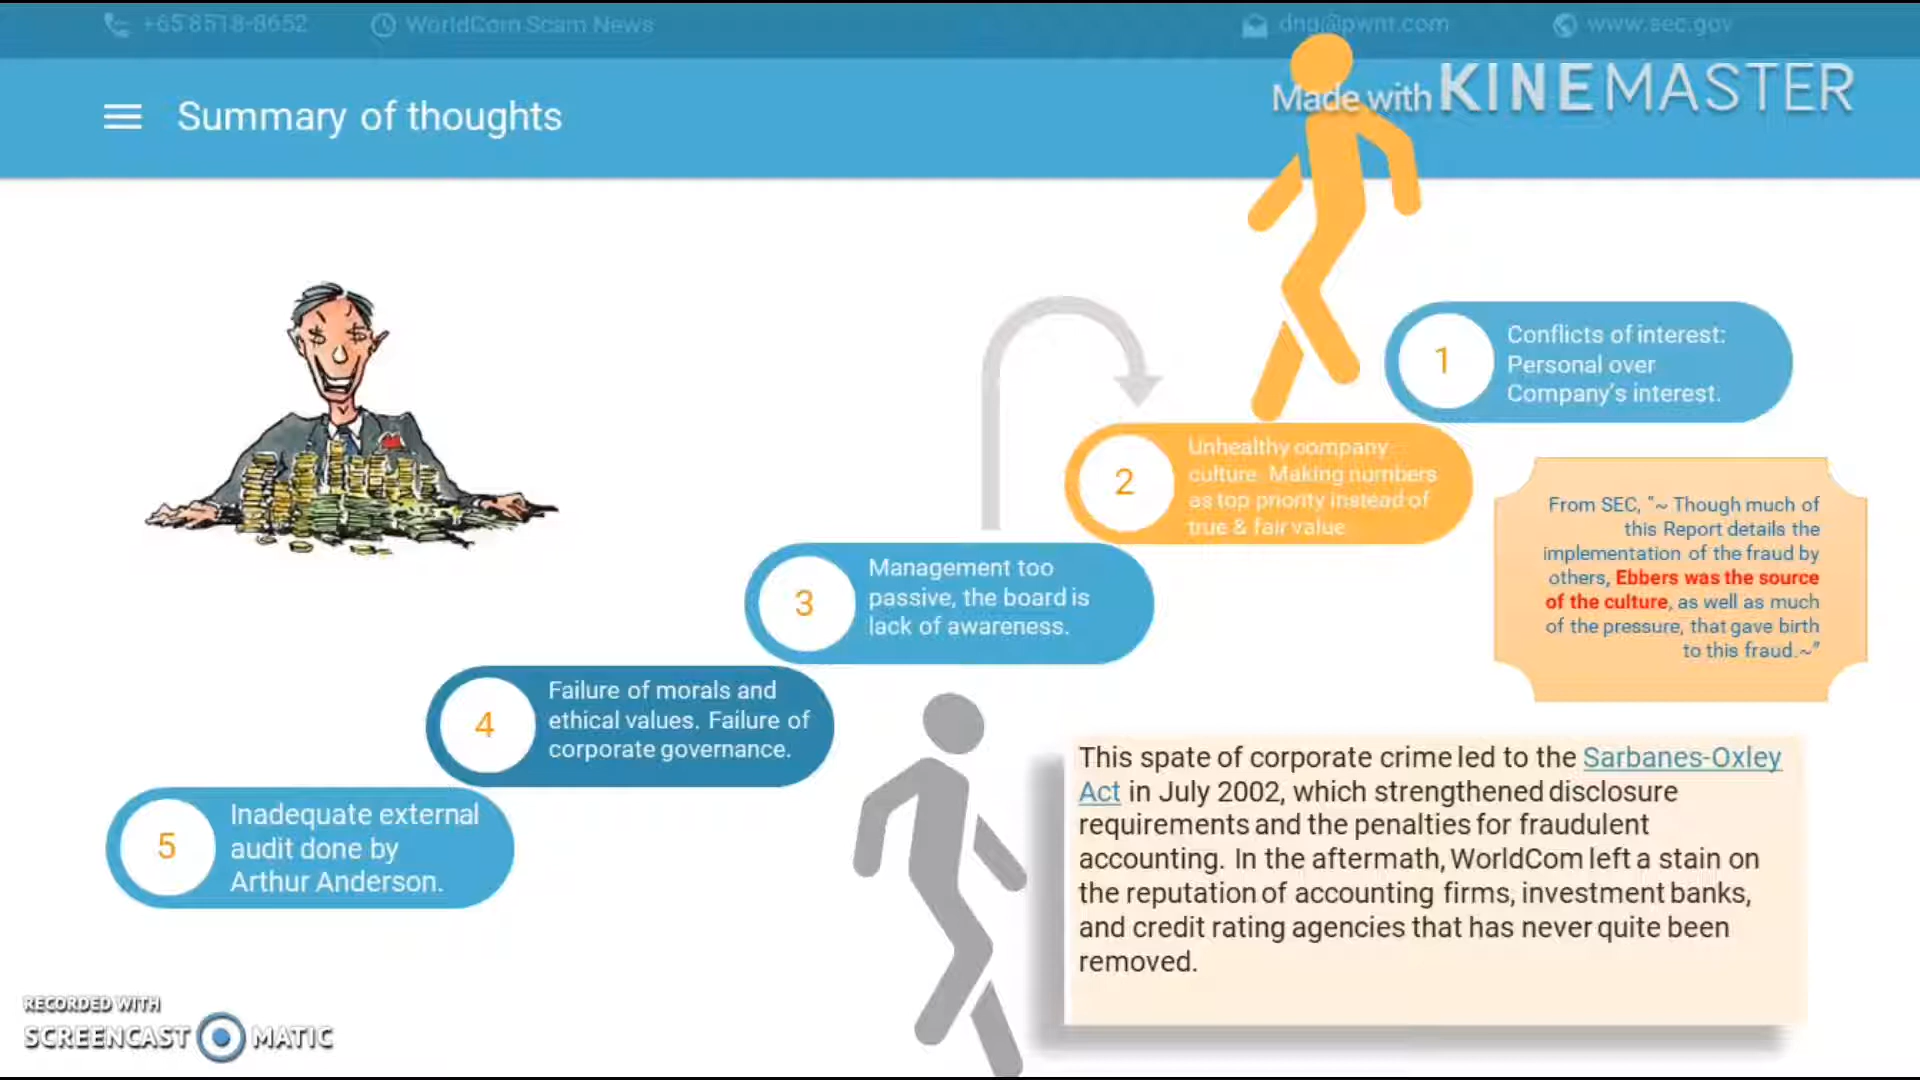 +65 8518-8652
WorldCom Scam News
dng@pwnt.com
www.sec.gov
Made with KINEMASTER
Summary of thoughts
1
Conflicts of interest:
Personal over
Company's interest.
2
Unhealthy company
culture. Making numbers
as top priority instead of
true & fair value
From SEC, "~ Though much of
this Report details the
implementation of the fraud by
others, Ebbers was the source
of the culture, as well as much
of the pressure, that gave birth
to this fraud.~"
3
Management too
passive, the board is
lack of awareness.
4
Failure of morals and
ethical values. Failure of
corporate governance.
5
Inadequate external
audit done by
Arthur Anderson.
This spate of corporate crime led to the Sarbanes-Oxley
Act in July 2002, which strengthened disclosure
requirements and the penalties for fraudulent
accounting. In the aftermath, WorldCom left a stain on
the reputation of accounting firms, investment banks,
and credit rating agencies that has never quite been
removed.
RECORDED WITH
SCREENCAST MATIC